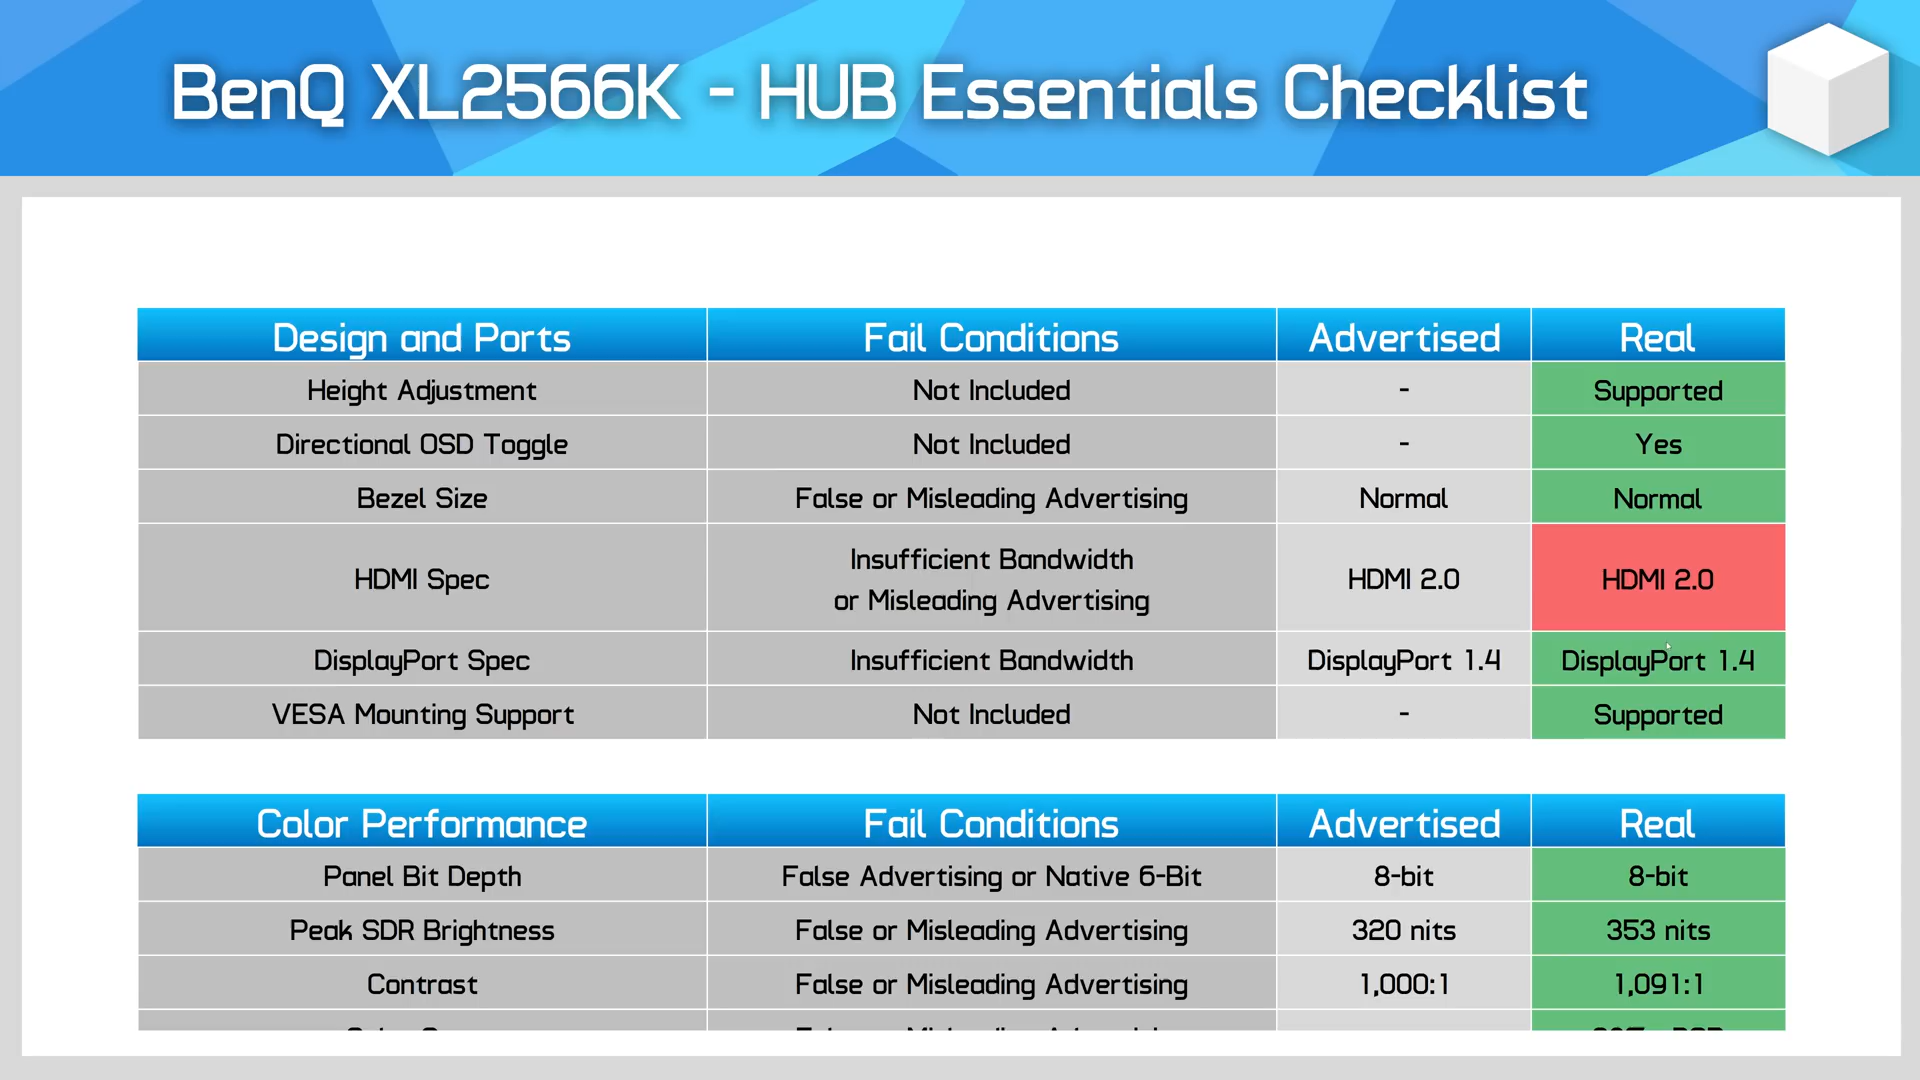 BenQ XL2566K - HUB Essentials Checklist
Design and Ports Fail Conditions Advertised Real
Height Adjustment Not Included - Supported
Directional OSD Toggle Not Included - Yes
Bezel Size False or Misleading Advertising Normal Normal
HDMI Spec Insufficient Bandwidth
or Misleading Advertising HDMI 2.0 HDMI 2.0
DisplayPort Spec Insufficient Bandwidth DisplayPort 1.4 DisplayPort 1.4
VESA Mounting Support Not Included - Supported
Color Performance Fail Conditions Advertised Real
Panel Bit Depth False Advertising or Native 6-Bit 8-bit 8-bit
Peak SDR Brightness False or Misleading Advertising 320 nits 353 nits
Contrast False or Misleading Advertising 1,000:1 1,091:1